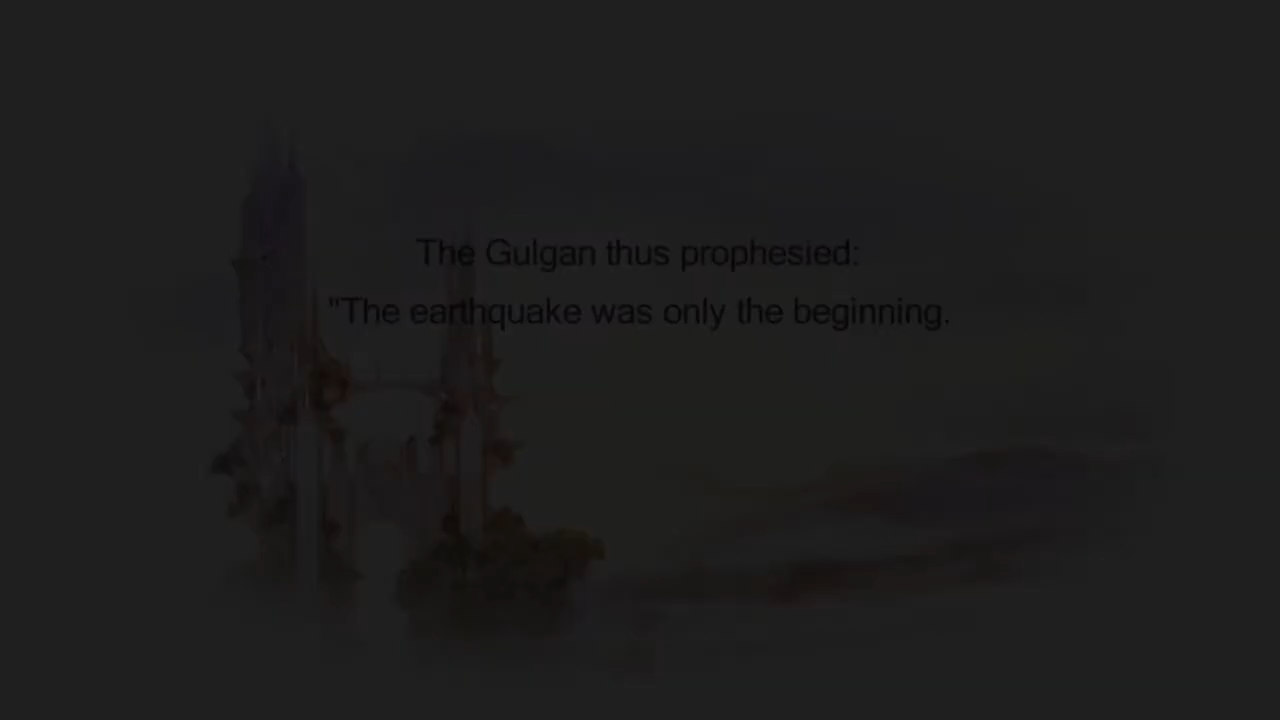 The Gulgan thus prophesied:
"The earthquake was only the beginning.